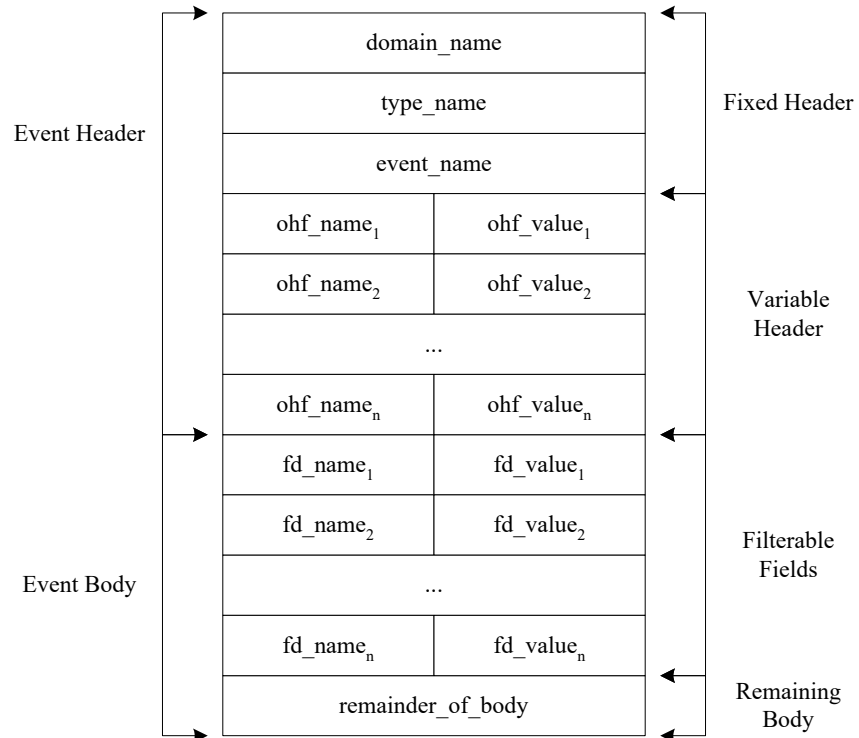 domain_name
Fixed Header
type_name
Event Header
event_name
ohf_name₁ ohf_value₁
ohf_name₂ ohf_value₂
Variable
Header
...
ohf_nameₙ ohf_valueₙ
fd_name₁ fd_value₁
fd_name₂ fd_value₂
Filterable
Fields
Event Body
...
fd_nameₙ fd_valueₙ
remainder_of_body
Remaining
Body